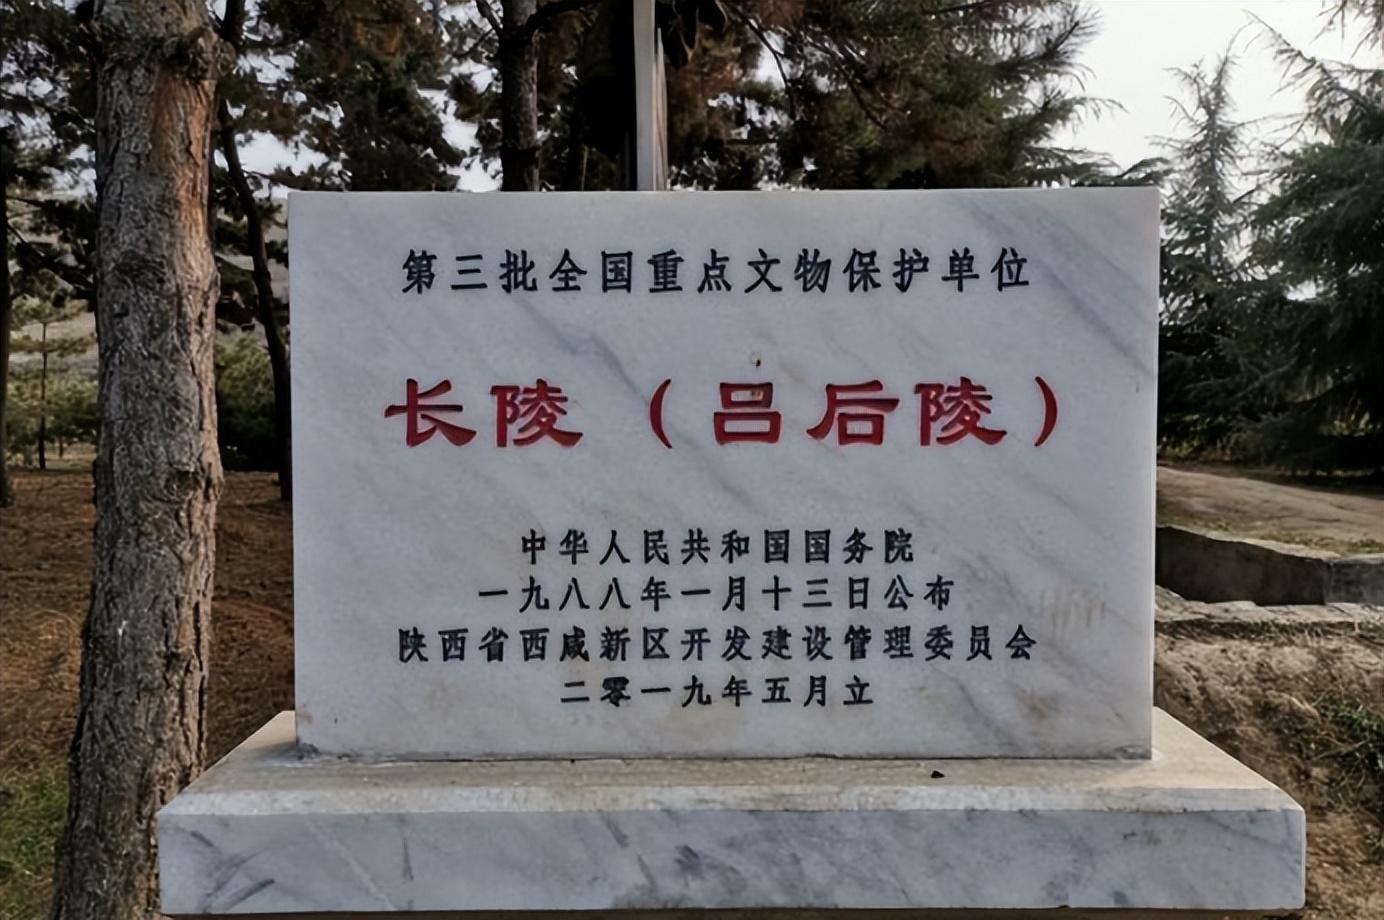 第三批全国重点文物保护单位
长陵（吕后陵）
中华人民共和国国务院
一九八八年一月十三日公布
陕西省西咸新区开发建设管理委员会
二零一九年五月立